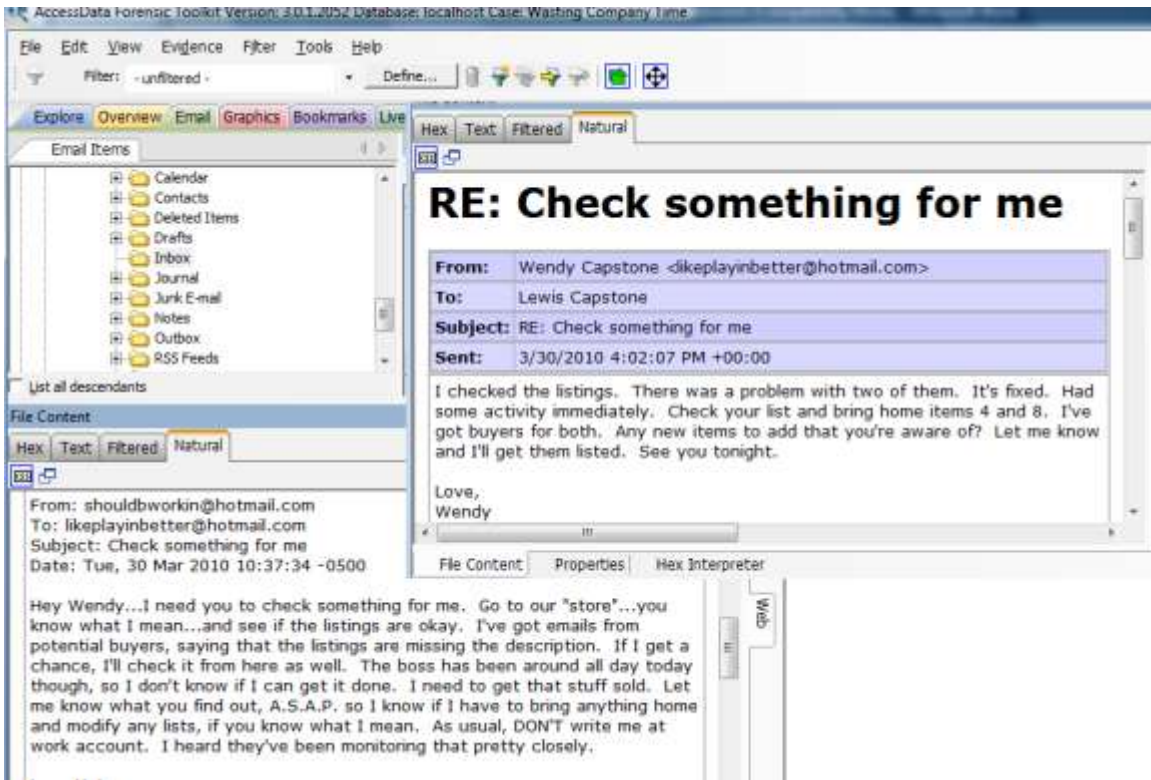 AccessData Forensic Toolkit Version: 3.0.1.2052 Database: localhost Case: Wasting Company Time
File Edit View Evidence Filter Tools Help
Filter: - unfiltered - Define...
Explore Overview Email Graphics Bookmarks Live
Email Items
Calendar
Contacts
Deleted Items
Drafts
Inbox
Journal
Junk E-mail
Notes
Outbox
RSS Feeds
List all descendants
File Content
Hex Text Filtered Natural
From: shouldbworkin@hotmail.com
To: likeplayinbetter@hotmail.com
Subject: Check something for me
Date: Tue, 30 Mar 2010 10:37:34 -0500
Hey Wendy...I need you to check something for me. Go to our "store"...you
know what I mean...and see if the listings are okay. I've got emails from
potential buyers, saying that the listings are missing the description. If I get a
chance, I'll check it from here as well. The boss has been around all day today
though, so I don't know if I can get it done. I need to get that stuff sold. Let
me know what you find out, A.S.A.P. so I know if I have to bring anything home
and modify any lists, if you know what I mean. As usual, DON'T write me at
work account. I heard they've been monitoring that pretty closely.
Hex Text Filtered Natural
RE: Check something for me
From: Wendy Capstone <likeplayinbetter@hotmail.com>
To: Lewis Capstone
Subject: RE: Check something for me
Sent: 3/30/2010 4:02:07 PM +00:00
I checked the listings. There was a problem with two of them. It's fixed. Had
some activity immediately. Check your list and bring home items 4 and 8. I've
got buyers for both. Any new items to add that you're aware of? Let me know
and I'll get them listed. See you tonight.
Love,
Wendy
File Content Properties Hex Interpreter
Web